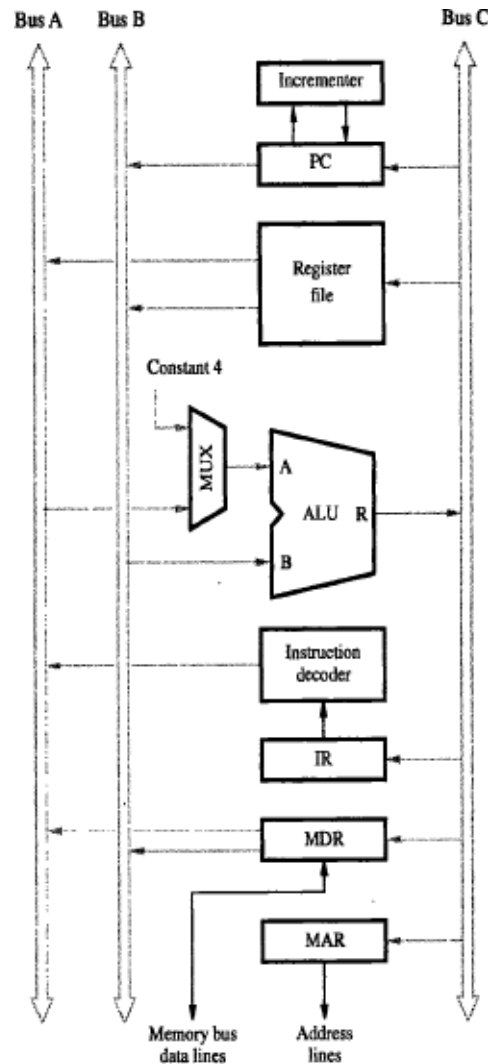 Bus A
Bus B
Bus C
Incrementer
PC
Register
file
Constant 4
MUX
A
ALU
R
B
Instruction
decoder
IR
MDR
MAR
Memory bus
data lines
Address
lines